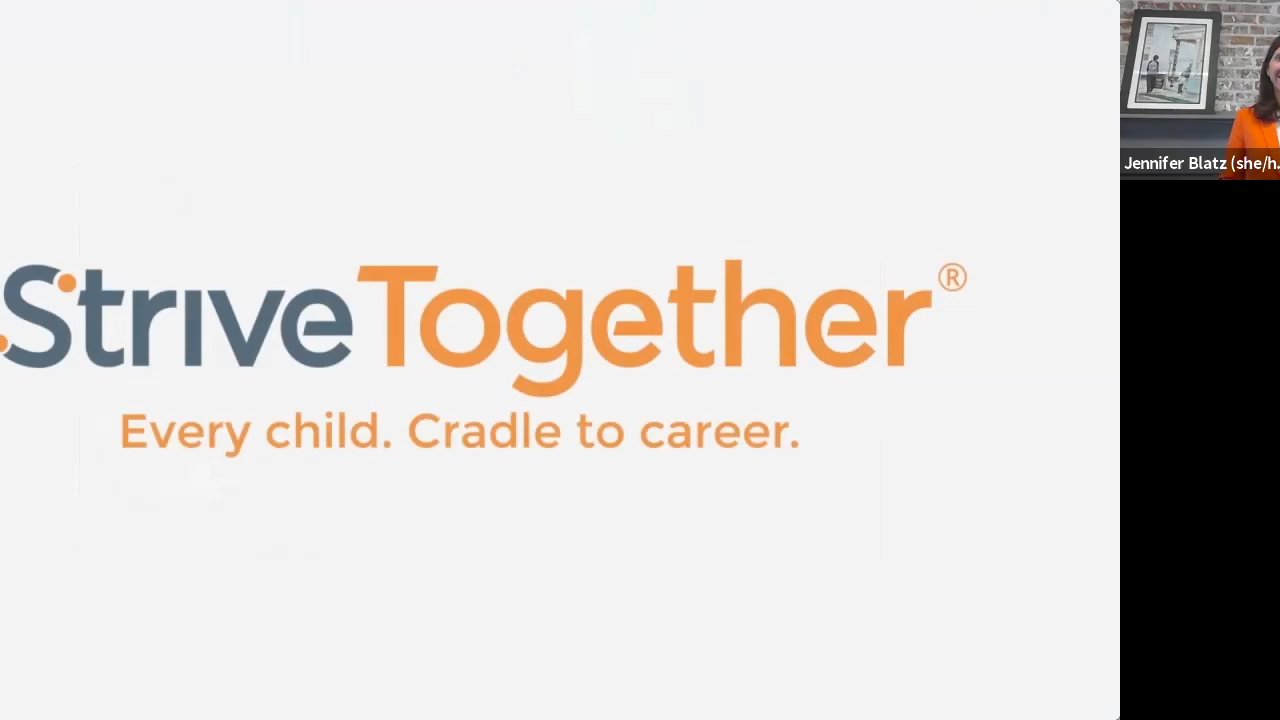 StriveTogether®
Every child. Cradle to career.
Jennifer Blatz (she/h.